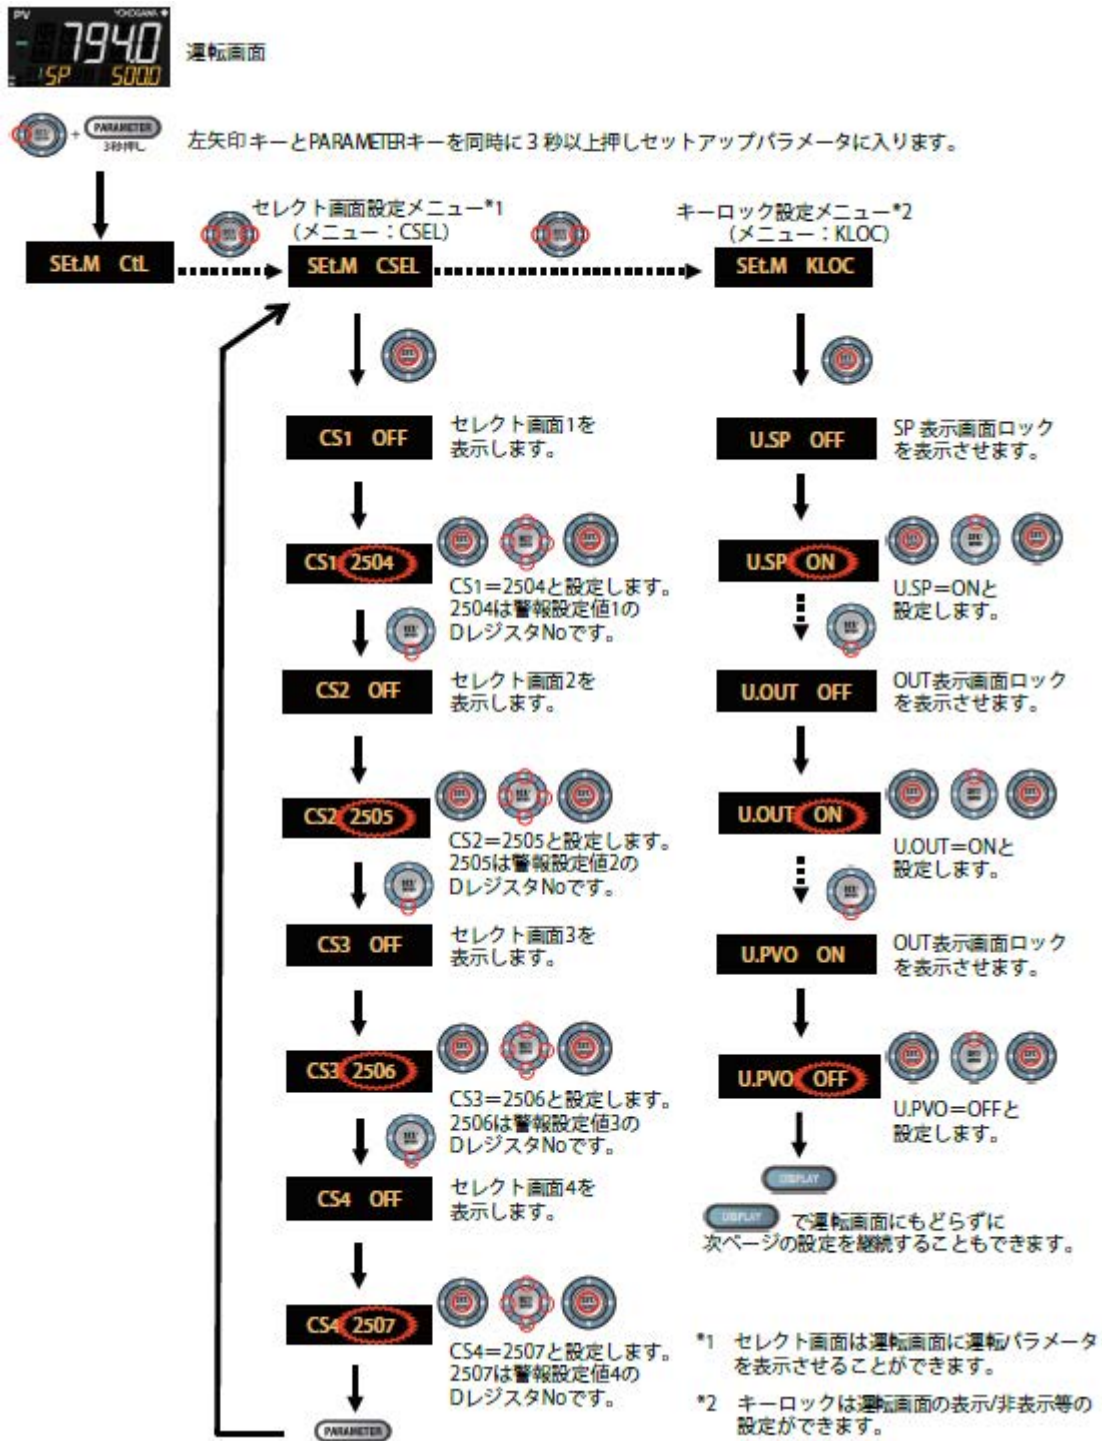 PV YOKOGAWA
794.0
SP 500.0
運転画面
PARAMETER
3秒押し
左矢印キーとPARAMETERキーを同時に3秒以上押しセットアップパラメータに入ります。
セレクト画面設定メニュー*1
(メニュー:CSEL)
キーロック設定メニュー*2
(メニュー:KLOC)
SEt.M CtL
SEt.M CSEL
SEt.M KLOC
CS1 OFF
セレクト画面1を
表示します。
CS1 2504
CS1=2504と設定します。
2504は警報設定値1の
DレジスタNoです。
CS2 OFF
セレクト画面2を
表示します。
CS2 2505
CS2=2505と設定します。
2505は警報設定値2の
DレジスタNoです。
CS3 OFF
セレクト画面3を
表示します。
CS3 2506
CS3=2506と設定します。
2506は警報設定値3の
DレジスタNoです。
CS4 OFF
セレクト画面4を
表示します。
CS4 2507
CS4=2507と設定します。
2507は警報設定値4の
DレジスタNoです。
PARAMETER
U.SP OFF
SP 表示画面ロック
を表示させます。
U.SP ON
U.SP=ONと
設定します。
U.OUT OFF
OUT表示画面ロック
を表示させます。
U.OUT ON
U.OUT=ONと
設定します。
U.PVO ON
OUT表示画面ロック
を表示させます。
U.PVO OFF
U.PVO=OFFと
設定します。
DISPLAY
DISPLAY で運転画面にもどらずに
次ページの設定を継続することもできます。
*1 セレクト画面は運転画面に運転パラメータ
を表示させることができます。
*2 キーロックは運転画面の表示/非表示等の
設定ができます。